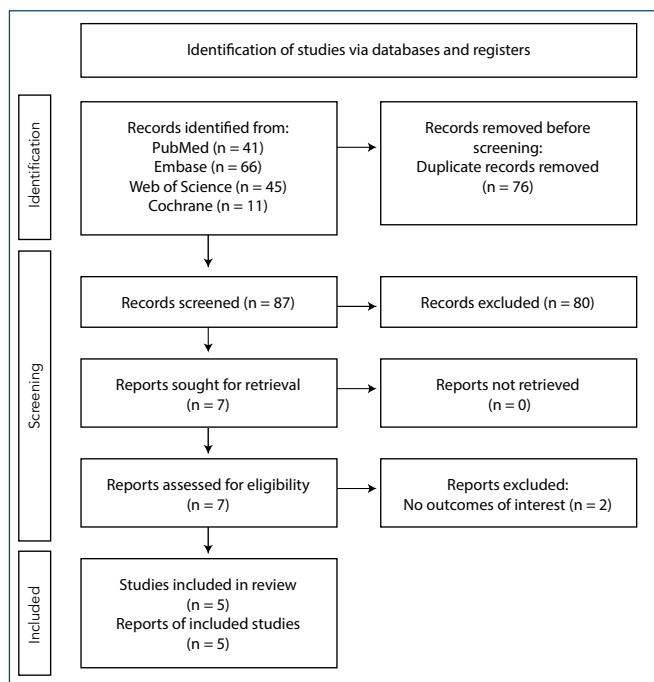 Identification of studies via databases and registers
Identification
Records identified from:
PubMed (n = 41)
Embase (n = 66)
Web of Science (n = 45)
Cochrane (n = 11)
Records removed before
screening:
Duplicate records removed
(n = 76)
Screening
Records screened (n = 87)
Records excluded (n = 80)
Reports sought for retrieval
(n = 7)
Reports not retrieved
(n = 0)
Reports assessed for eligibility
(n = 7)
Reports excluded:
No outcomes of interest (n = 2)
Included
Studies included in review
(n = 5)
Reports of included studies
(n = 5)